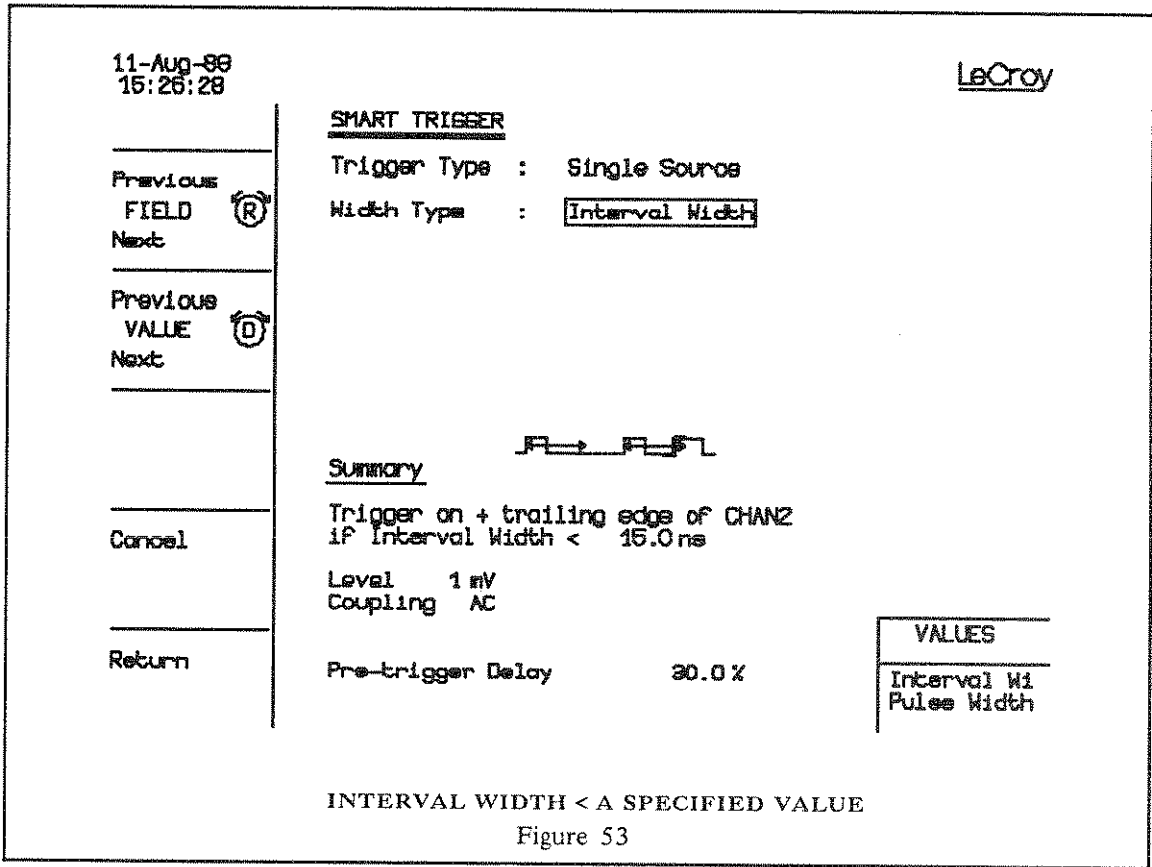 11-Aug-89
15:26:28
LeCroy
SMART TRIGGER
Trigger Type : Single Source
Previous
FIELD R
Next
Width Type : Interval Width
Previous
VALUE D
Next
Summary
Trigger on + trailing edge of CHAN2
if Interval Width < 15.0 ns
Cancel
Level 1 mV
Coupling AC
Return
Pre-trigger Delay 30.0 %
VALUES
Interval Wi
Pulse Width
INTERVAL WIDTH < A SPECIFIED VALUE
Figure 53